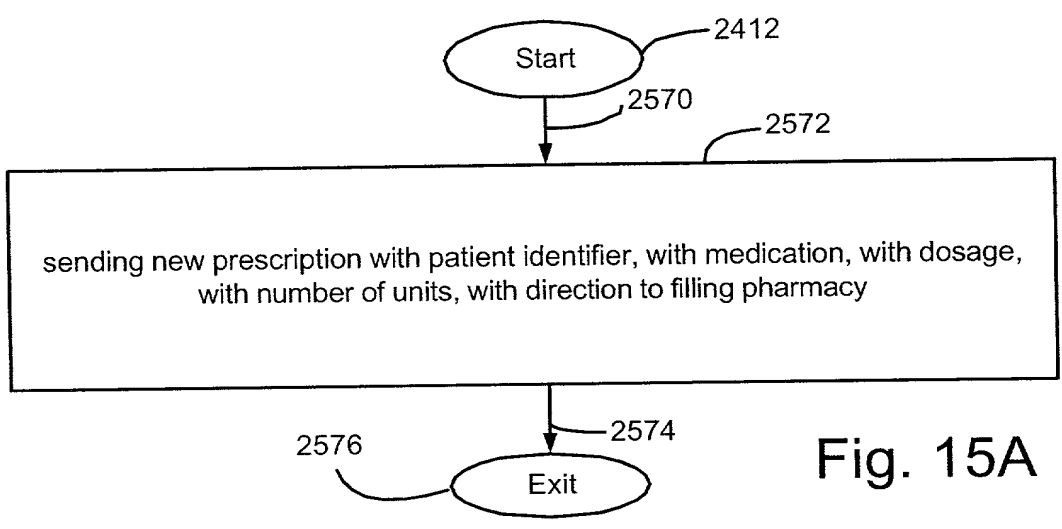 2412
Start
2570
2572
sending new prescription with patient identifier, with medication, with dosage,
with number of units, with direction to filling pharmacy
2574
2576
Exit
Fig. 15A